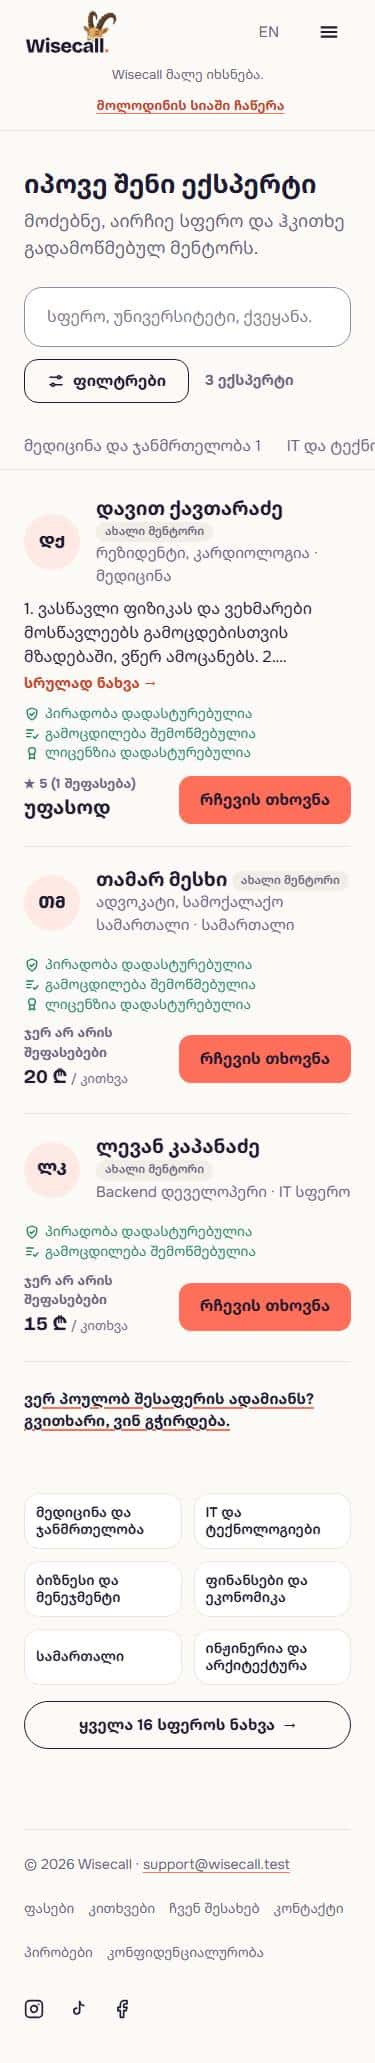 Wisecall.
EN
Wisecall მალე იხსნება.
მოლოდინის სიაში ჩაწერა
იპოვე შენი ექსპერტი
მოძებნე, აირჩიე სფერო და ჰკითხე
გადამოწმებულ მენტორს.
სფერო, უნივერსიტეტი, ქვეყანა.
ფილტრები
3 ექსპერტი
მედიცინა და ჯანმრთელობა 1
IT და ტექნო
დავით ქავთარაძე
დქ
ახალი მენტორი
რეზიდენტი, კარდიოლოგია ·
მედიცინა
1. ვასწავლი ფიზიკას და ვეხმარები
მოსწავლეებს გამოცდებისთვის
მზადებაში, ვწერ ამოცანებს. 2....
სრულად ნახვა →
პირადობა დადასტურებულია
გამოცდილება შემოწმებულია
ლიცენზია დადასტურებულია
★ 5 (1 შეფასება)
უფასოდ
რჩევის თხოვნა
თმ
თამარ მესხი ახალი მენტორი
ადვოკატი, სამოქალაქო
სამართალი · სამართალი
პირადობა დადასტურებულია
გამოცდილება შემოწმებულია
ლიცენზია დადასტურებულია
ჯერ არ არის
შეფასებები
20 ₾ / კითხვა
რჩევის თხოვნა
ლკ
ლევან კაპანაძე
ახალი მენტორი
Backend დეველოპერი · IT სფერო
პირადობა დადასტურებულია
გამოცდილება შემოწმებულია
ჯერ არ არის
შეფასებები
15 ₾ / კითხვა
რჩევის თხოვნა
ვერ პოულობ შესაფერის ადამიანს?
გვითხარი, ვინ გჭირდება.
მედიცინა და
ჯანმრთელობა
IT და
ტექნოლოგიები
ბიზნესი და
მენეჯმენტი
ფინანსები და
ეკონომიკა
სამართალი
ინჟინერია და
არქიტექტურა
ყველა 16 სფეროს ნახვა →
© 2026 Wisecall · support@wisecall.test
ფასები კითხვები ჩვენ შესახებ კონტაქტი
პირობები კონფიდენციალურობა